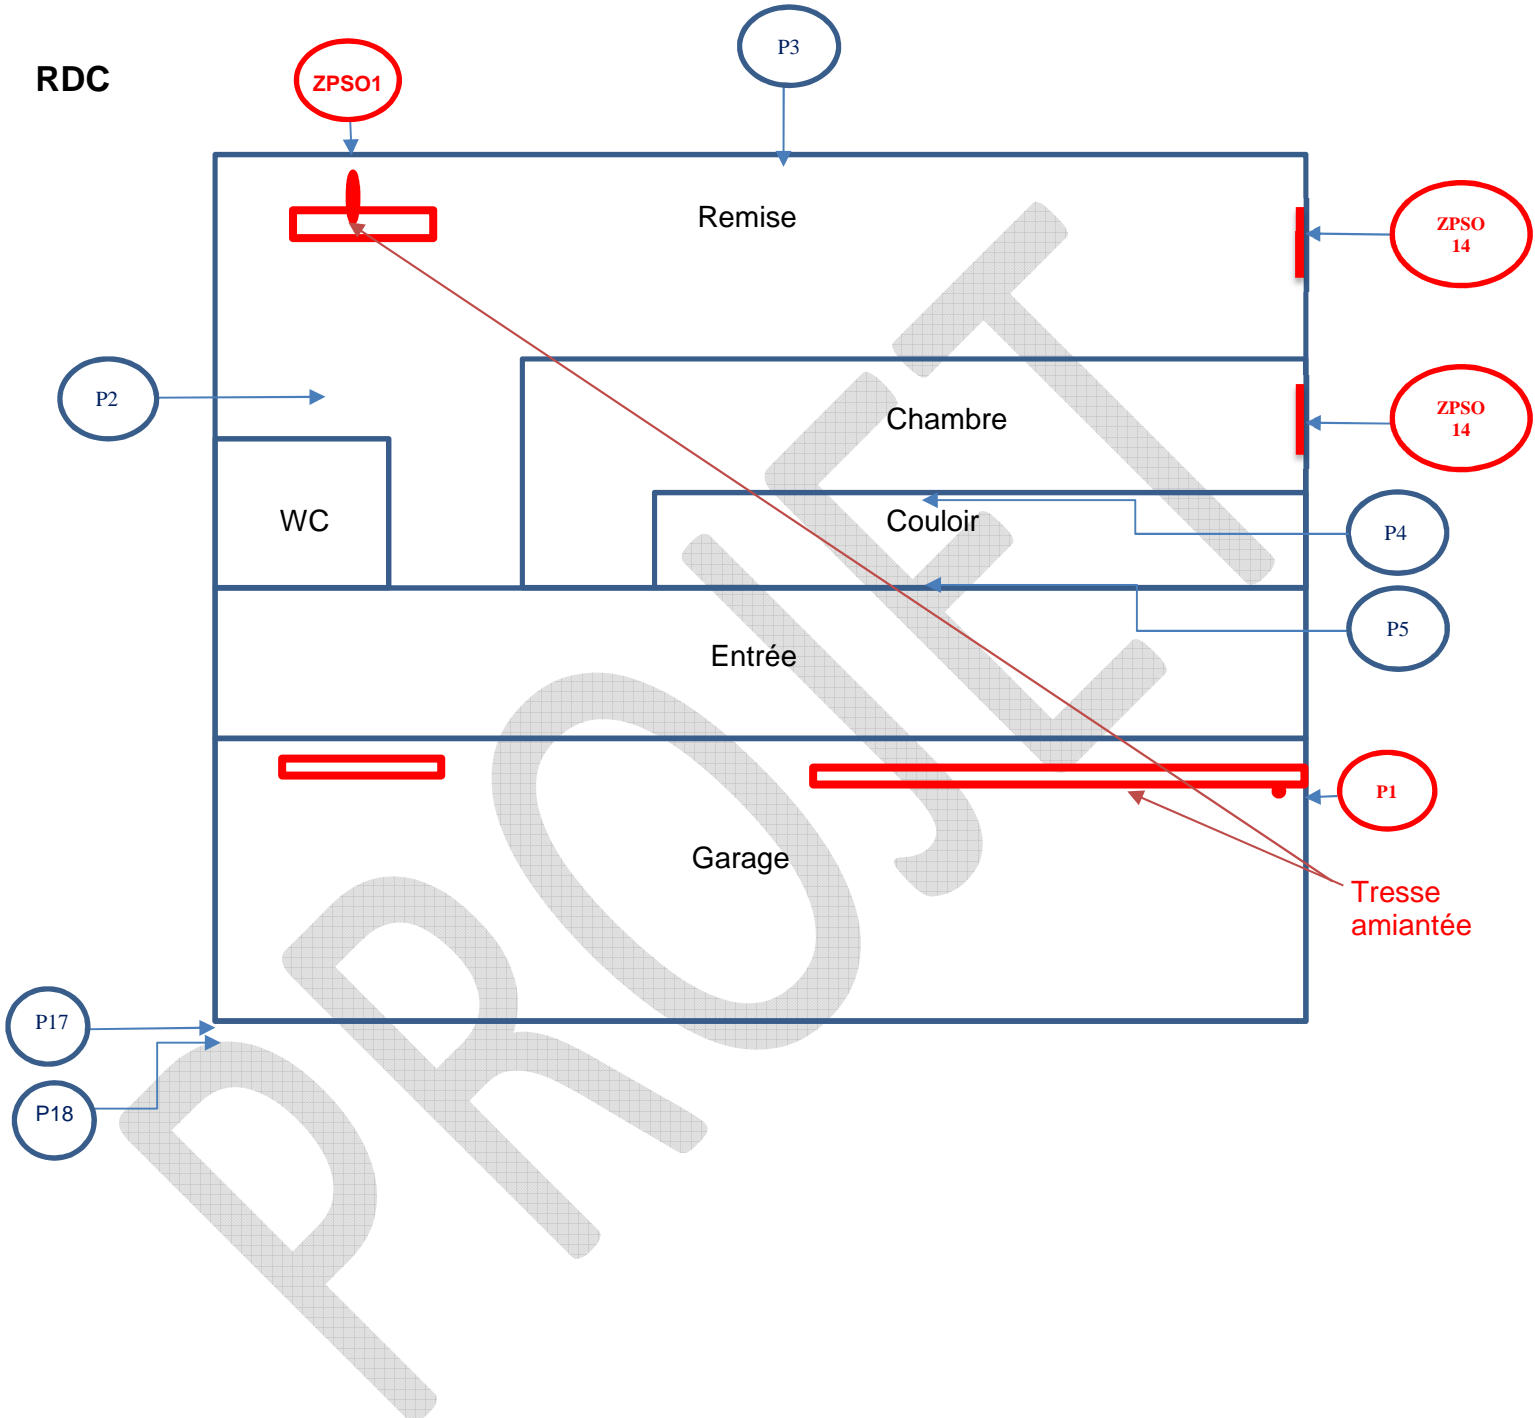 P3
RDC
ZPSO1
Remise
ZPSO
14
P2
Chambre
ZPSO
14
WC
Couloir
P4
P5
Entrée
P1
Garage
Tresse
amiantée
P17
P18
PROJET